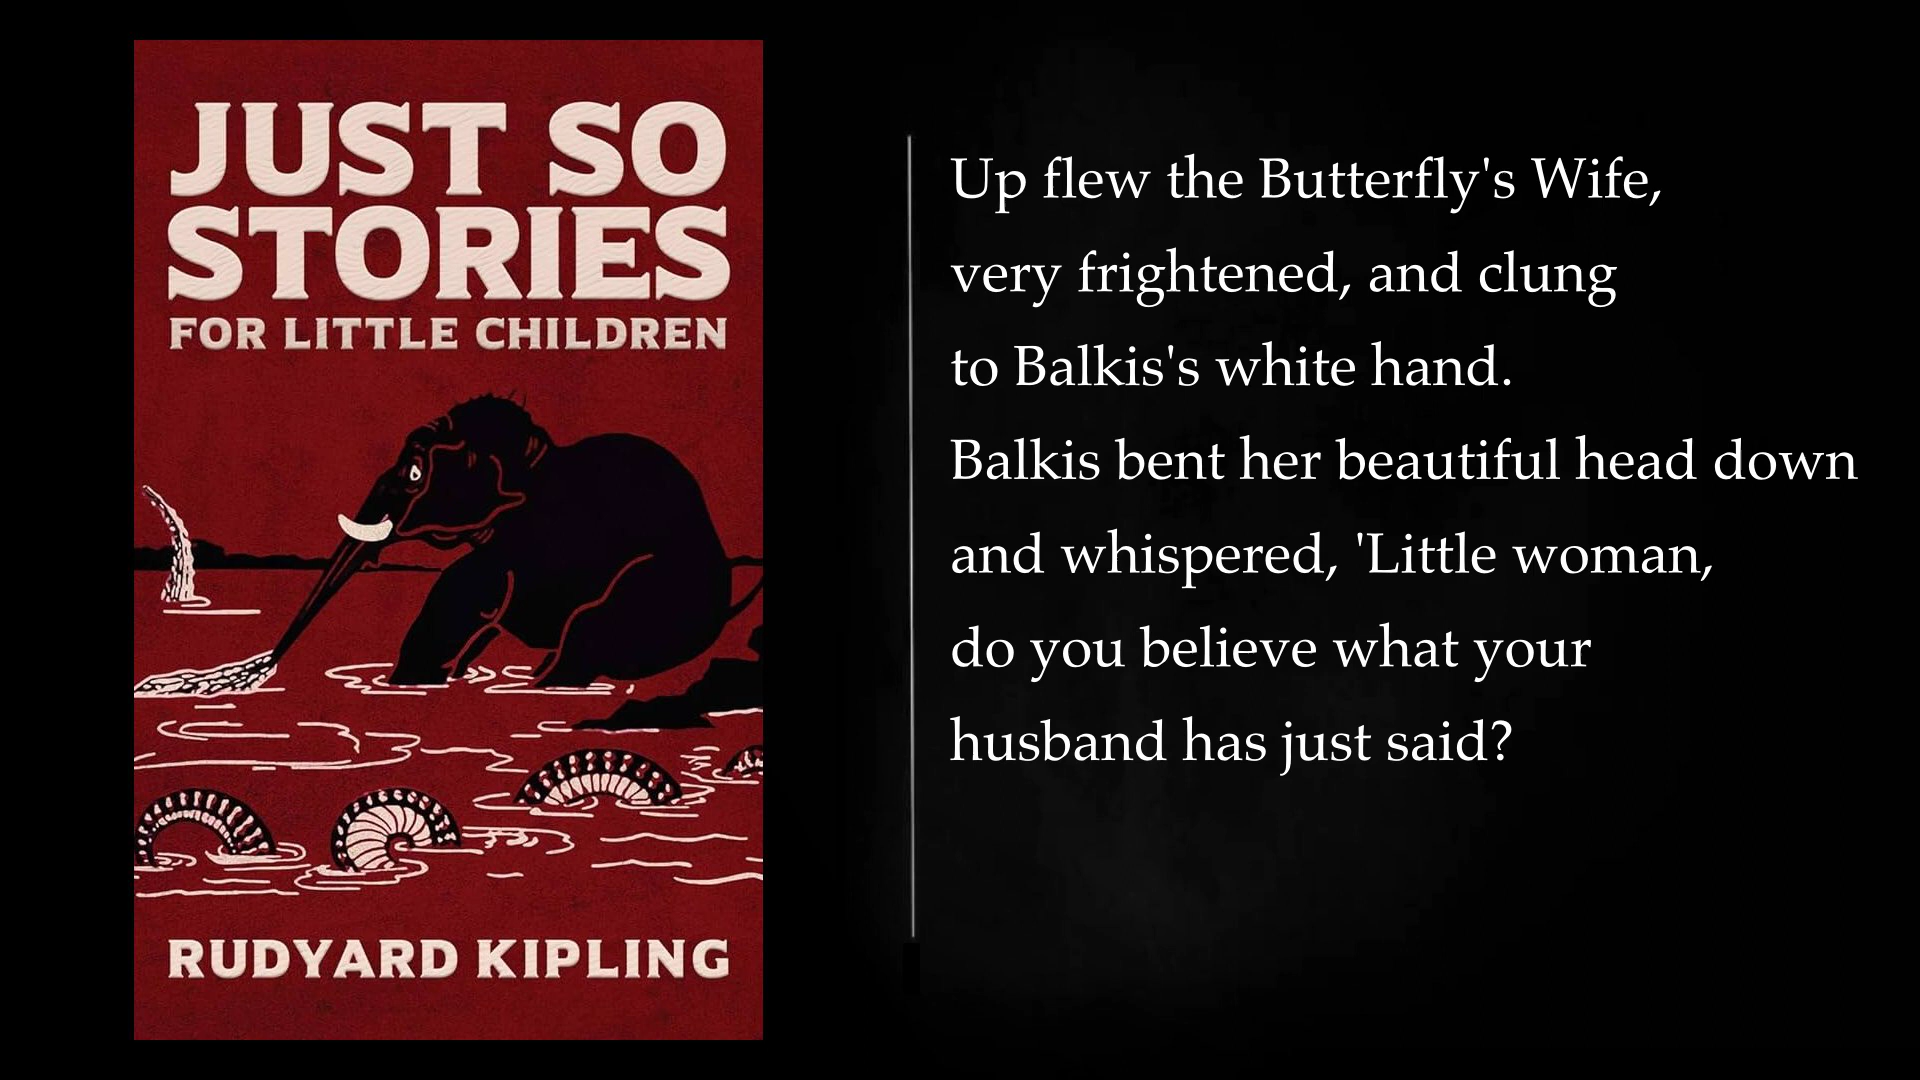 JUST SO
STORIES
FOR LITTLE CHILDREN
RUDYARD KIPLING
Up flew the Butterfly's Wife,
very frightened, and clung
to Balkis's white hand.
Balkis bent her beautiful head down
and whispered, 'Little woman,
do you believe what your
husband has just said?